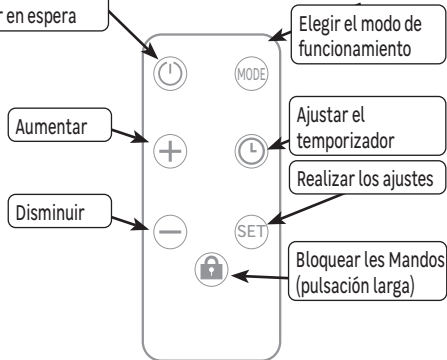 r en espera
Elegir el modo de
funcionamiento
MODE
Aumentar
Ajustar el
temporizador
Realizar los ajustes
Disminuir
SET
Bloquear les Mandos
(pulsación larga)